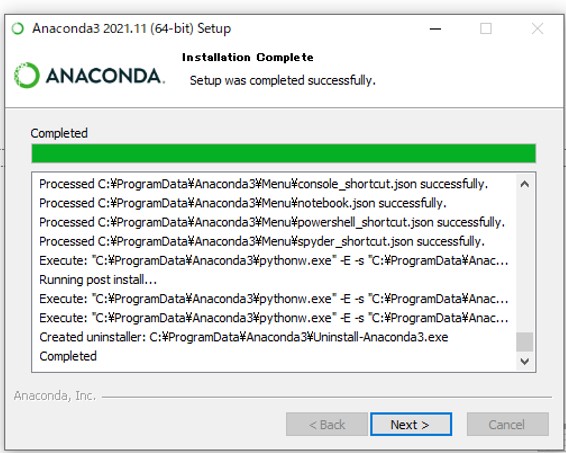 Anaconda3 2021.11 (64-bit) Setup
Installation Complete
ANACONDA.
Setup was completed successfully.
Completed
Processed C:¥ProgramData¥Anaconda3¥Menu¥console_shortcut.json successfully.
Processed C:¥ProgramData¥Anaconda3¥Menu¥notebook.json successfully.
Processed C:¥ProgramData¥Anaconda3¥Menu¥powershell_shortcut.json successfully.
Processed C:¥ProgramData¥Anaconda3¥Menu¥spyder_shortcut.json successfully.
Execute: "C:¥ProgramData¥Anaconda3¥pythonw.exe" -E -s "C:¥ProgramData¥Anac...
Running post install...
Execute: "C:¥ProgramData¥Anaconda3¥pythonw.exe" -E -s "C:¥ProgramData¥Anac...
Execute: "C:¥ProgramData¥Anaconda3¥pythonw.exe" -E -s "C:¥ProgramData¥Anac...
Created uninstaller: C:¥ProgramData¥Anaconda3¥Uninstall-Anaconda3.exe
Completed
Anaconda, Inc.
< Back Next > Cancel